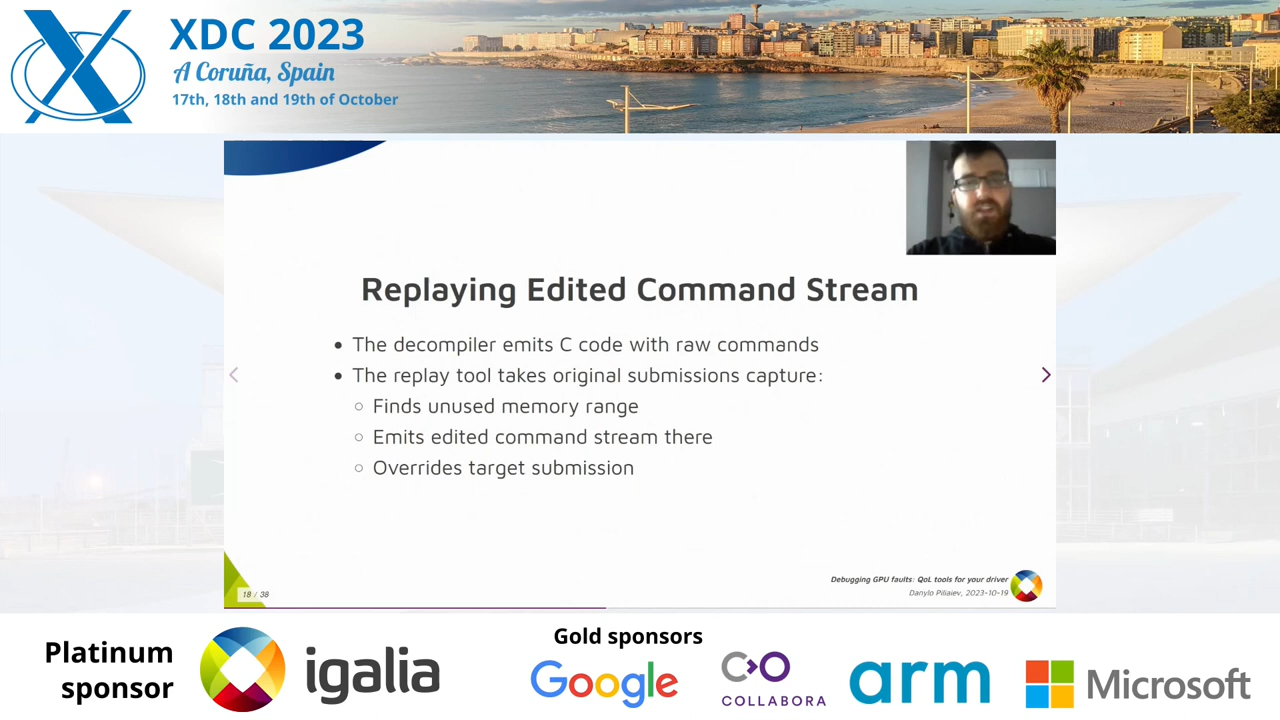 XDC 2023
A Coruña, Spain
17th, 18th and 19th of October
Replaying Edited Command Stream
• The decompiler emits C code with raw commands
• The replay tool takes original submissions capture:
○ Finds unused memory range
○ Emits edited command stream there
○ Overrides target submission
18 / 38
Debugging GPU faults: QoL tools for your driver
Danylo Piliaiev, 2023-10-19
Platinum
sponsor
igalia
Gold sponsors
Google
COLLABORA
arm
Microsoft